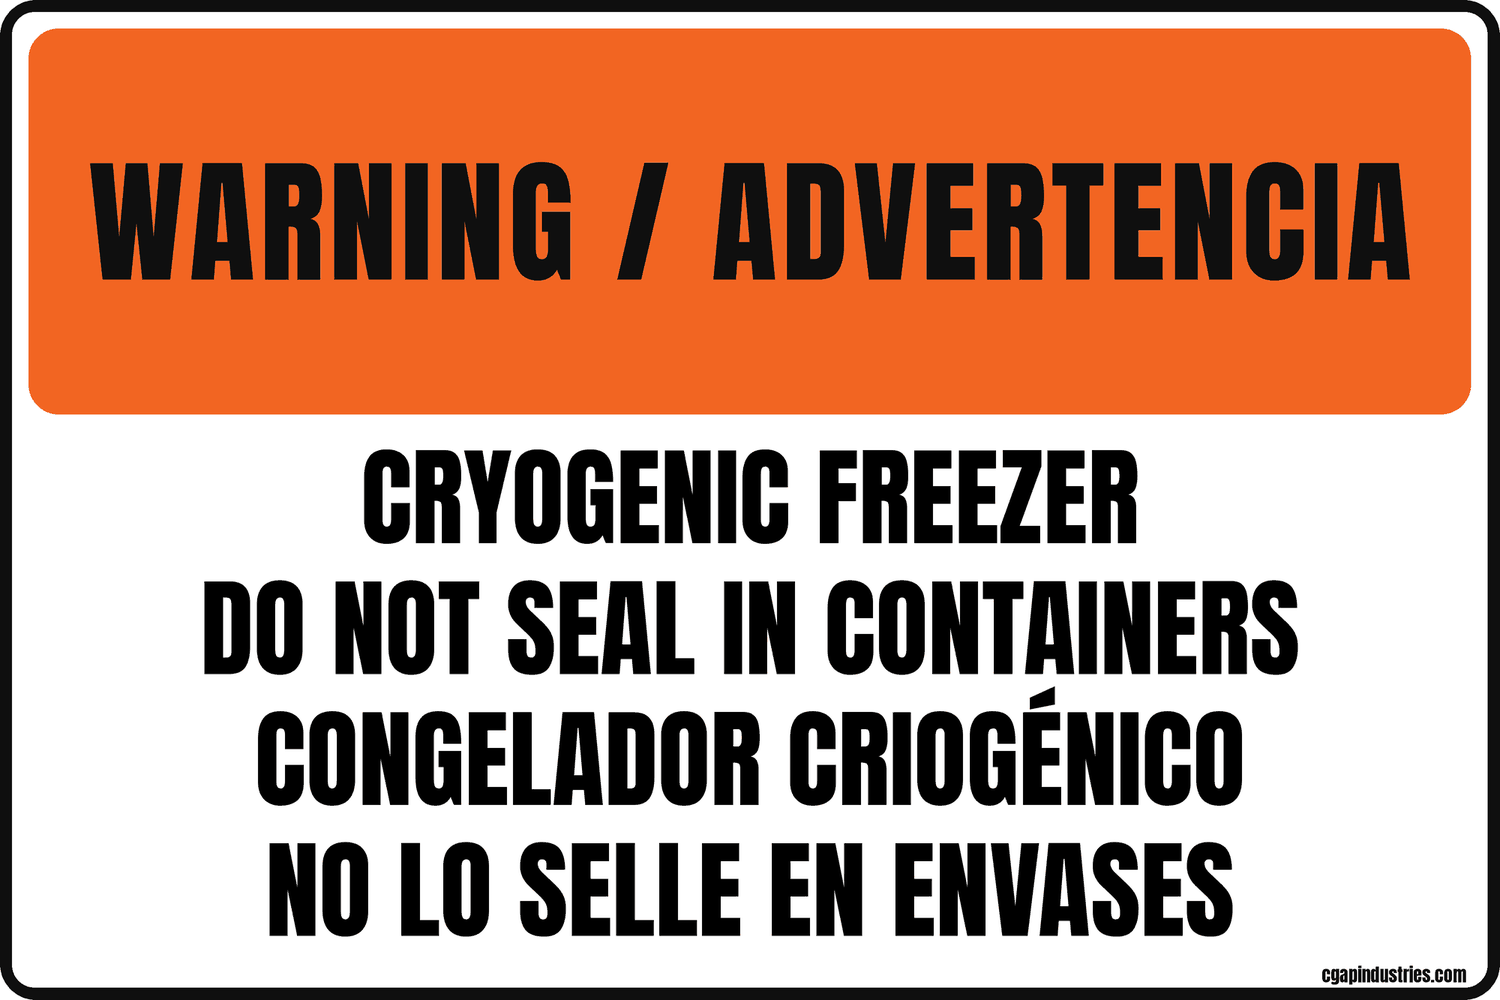 WARNING / ADVERTENCIA
CRYOGENIC FREEZER
DO NOT SEAL IN CONTAINERS
CONGELADOR CRIOGÉNICO
NO LO SELLE EN ENVASES
cgapindustries.com